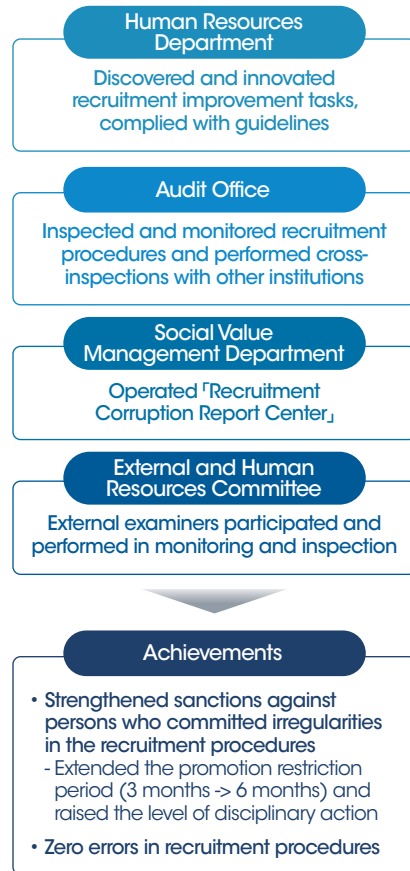 Human Resources
Department
Discovered and innovated
recruitment improvement tasks,
complied with guidelines
Audit Office
Inspected and monitored recruitment
procedures and performed cross-
inspections with other institutions
Social Value
Management Department
Operated「Recruitment
Corruption Report Center」
External and Human
Resources Committee
External examiners participated and
performed in monitoring and inspection
Achievements
• Strengthened sanctions against
persons who committed irregularities
in the recruitment procedures
- Extended the promotion restriction
period (3 months -> 6 months) and
raised the level of disciplinary action
• Zero errors in recruitment procedures